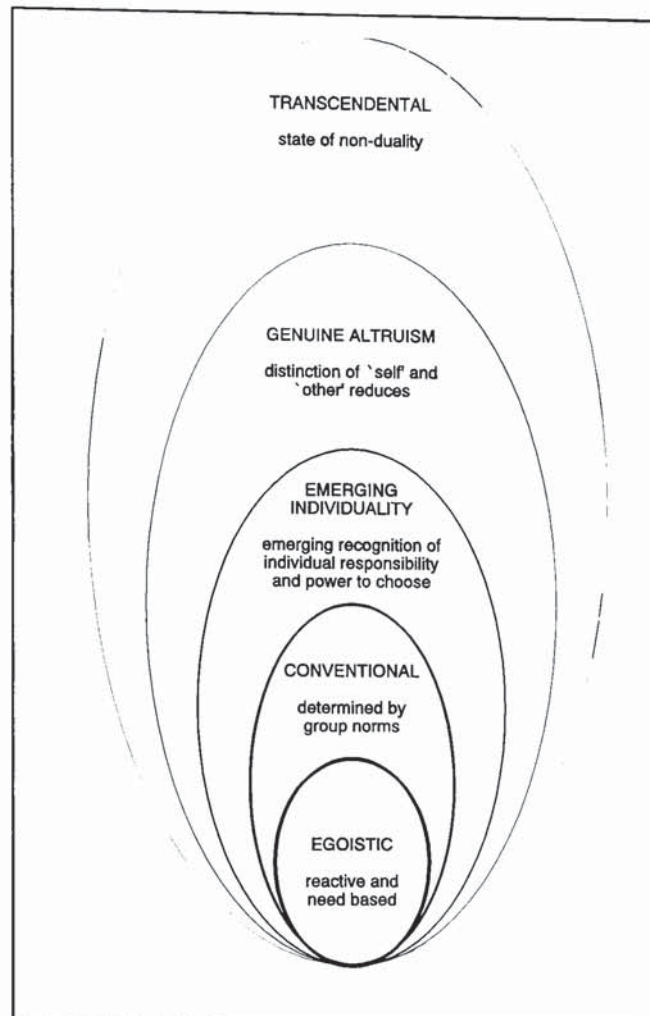 TRANSCENDENTAL
state of non-duality
GENUINE ALTRUISM
distinction of `self' and
`other' reduces
EMERGING
INDIVIDUALITY
emerging recognition of
individual responsibility
and power to choose
CONVENTIONAL
determined by
group norms
EGOISTIC
reactive and
need based